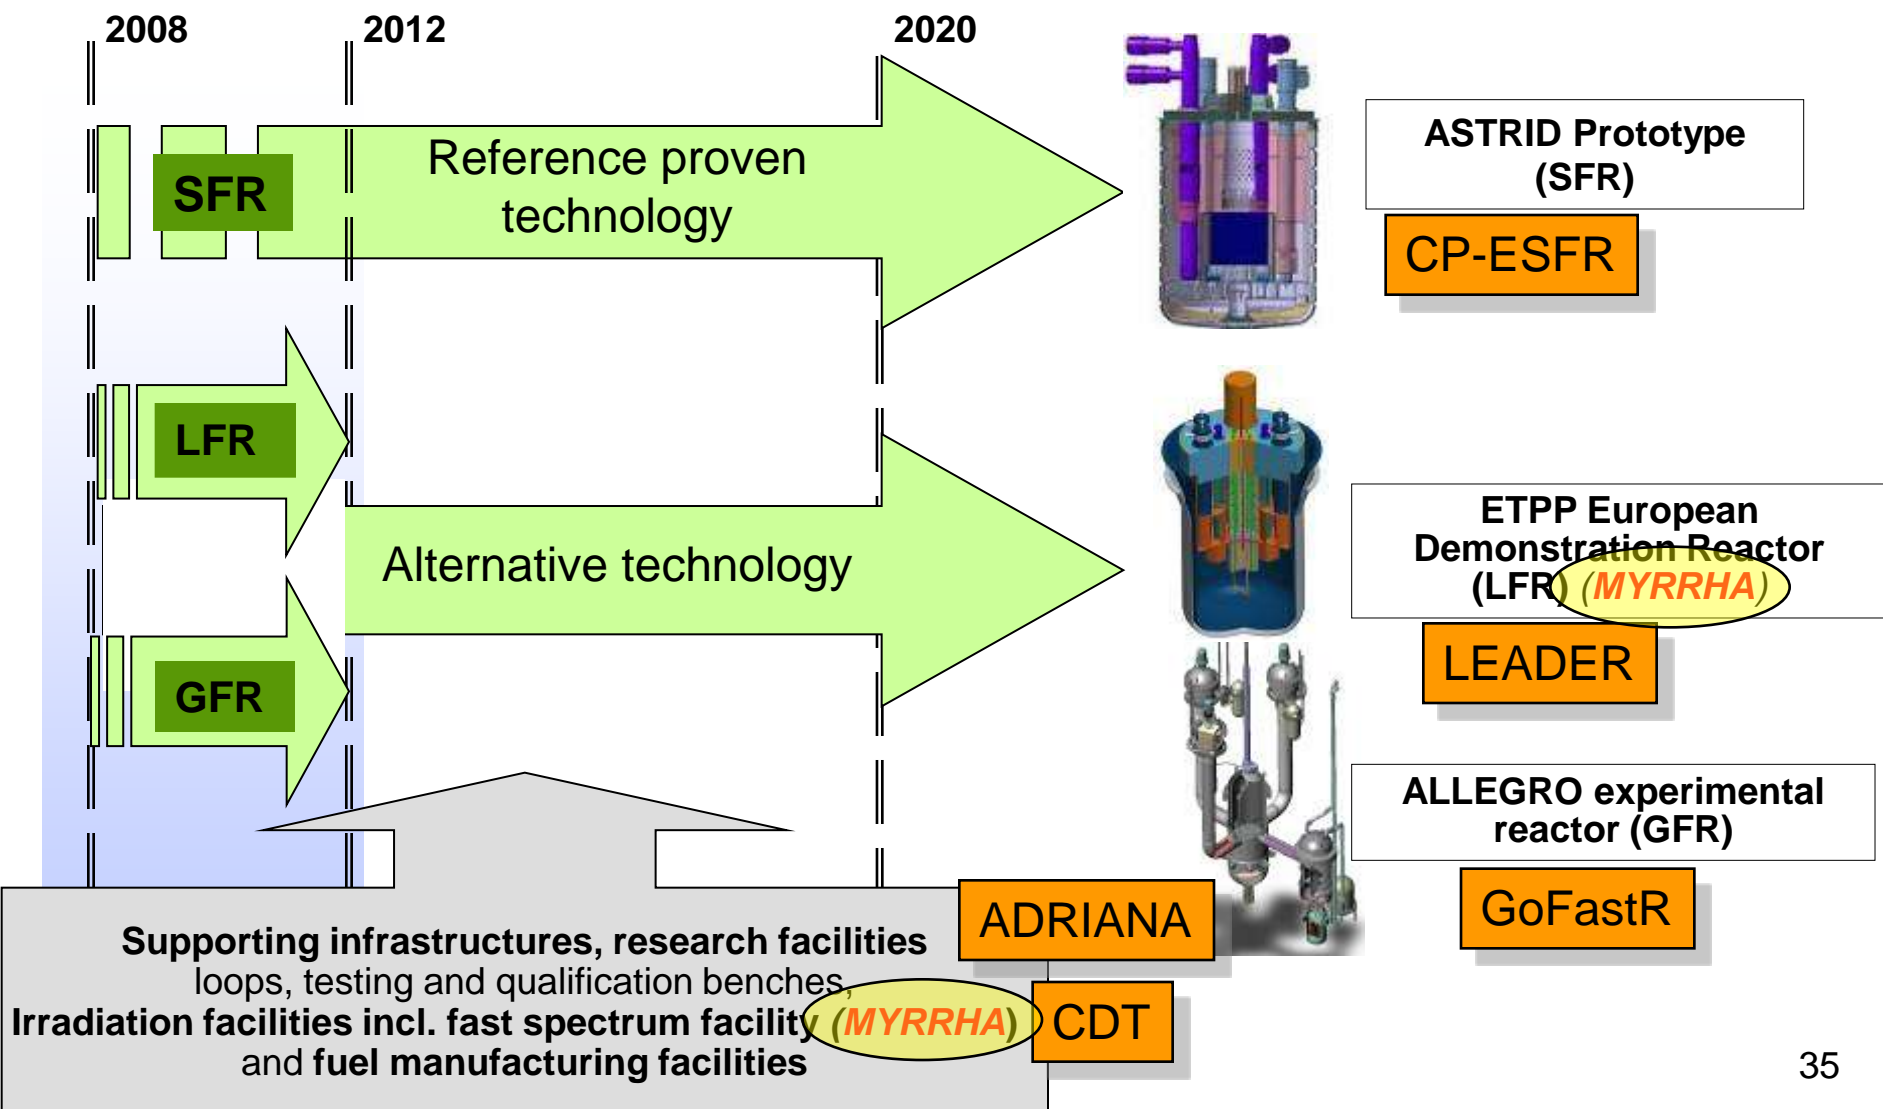 2008
2012
2020
SFR
Reference proven
technology
ASTRID Prototype
(SFR)
CP-ESFR
LFR
Alternative technology
ETPP European
Demonstration Reactor
(LFR) (MYRRHA)
LEADER
GFR
ALLEGRO experimental
reactor (GFR)
GoFastR
ADRIANA
Supporting infrastructures, research facilities
loops, testing and qualification benches,
Irradiation facilities incl. fast spectrum facility (MYRRHA)
and fuel manufacturing facilities
CDT
35